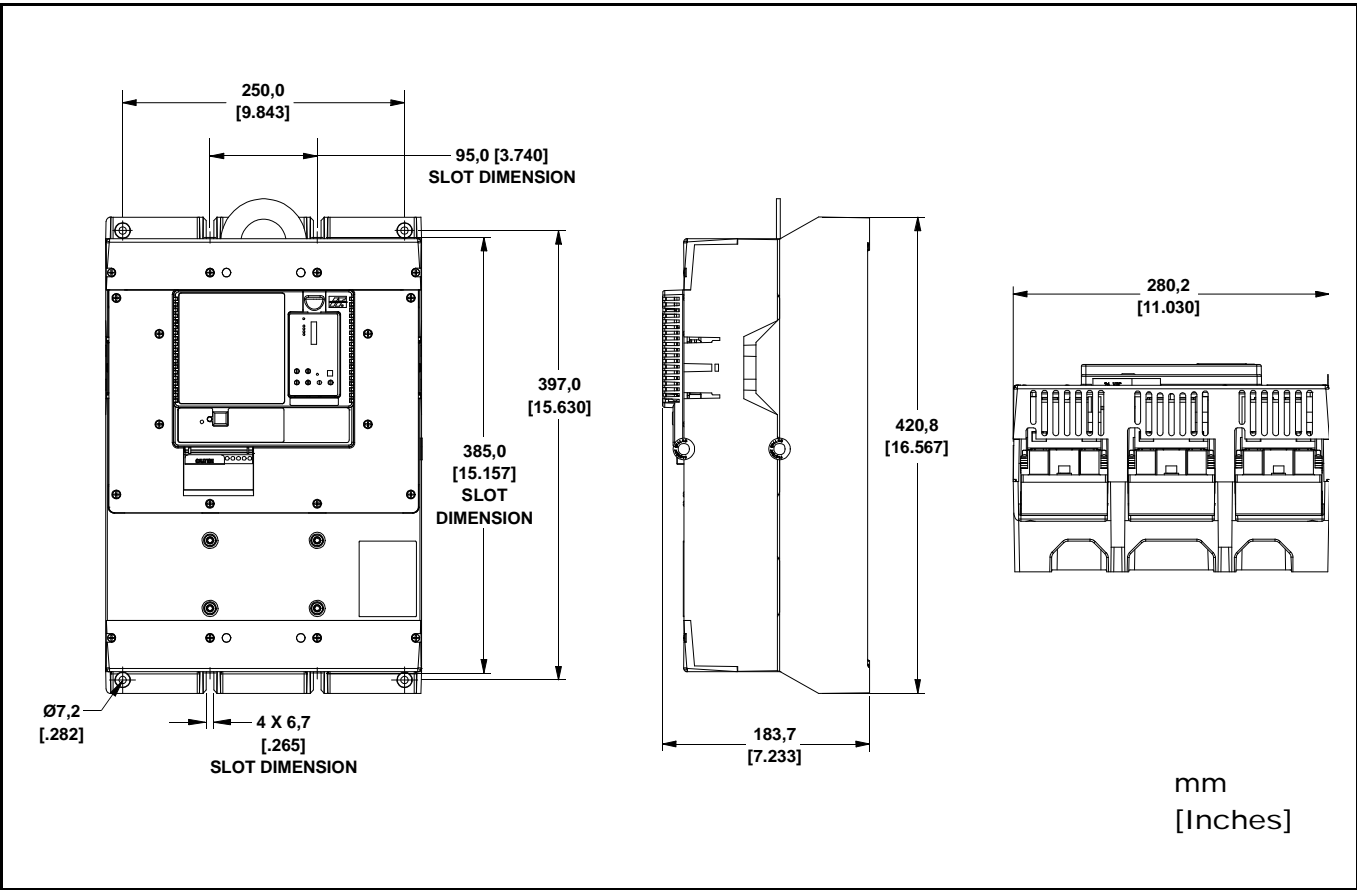 250,0
[9.843]
95,0 [3.740]
SLOT DIMENSION
397,0
[15.630]
385,0
[15.157]
SLOT
DIMENSION
Ø7,2
[.282]
4 X 6,7
[.265]
SLOT DIMENSION
420,8
[16.567]
183,7
[7.233]
280,2
[11.030]
mm
[Inches]